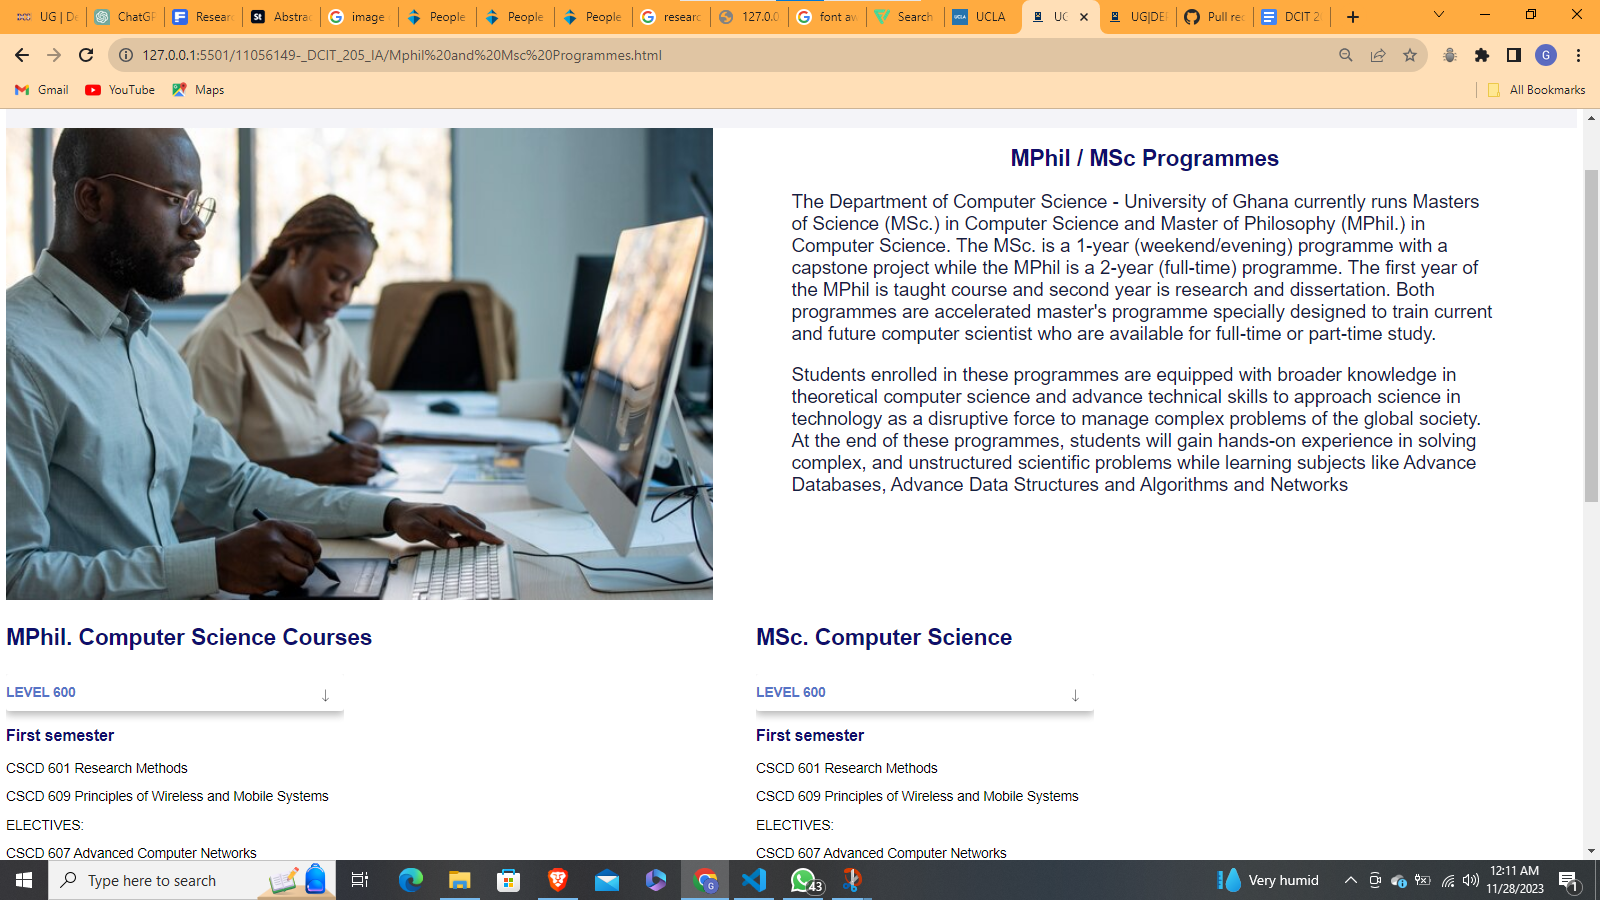 UG | De
ChatGP
Researc
Abstrac
image
People
People
People
researc
127.0.0
font aw
Search
UCLA
UG
UG|DEF
Pull rec
DCIT 2
127.0.0.1:5501/11056149-_DCIT_205_IA/Mphil%20and%20Msc%20Programmes.html
G
Gmail
YouTube
Maps
All Bookmarks
MPhil / MSc Programmes
The Department of Computer Science - University of Ghana currently runs Masters
of Science (MSc.) in Computer Science and Master of Philosophy (MPhil.) in
Computer Science. The MSc. is a 1-year (weekend/evening) programme with a
capstone project while the MPhil is a 2-year (full-time) programme. The first year of
the MPhil is taught course and second year is research and dissertation. Both
programmes are accelerated master's programme specially designed to train current
and future computer scientist who are available for full-time or part-time study.
Students enrolled in these programmes are equipped with broader knowledge in
theoretical computer science and advance technical skills to approach science in
technology as a disruptive force to manage complex problems of the global society.
At the end of these programmes, students will gain hands-on experience in solving
complex, and unstructured scientific problems while learning subjects like Advance
Databases, Advance Data Structures and Algorithms and Networks
MPhil. Computer Science Courses
LEVEL 600
First semester
CSCD 601 Research Methods
CSCD 609 Principles of Wireless and Mobile Systems
ELECTIVES:
CSCD 607 Advanced Computer Networks
MSc. Computer Science
LEVEL 600
First semester
CSCD 601 Research Methods
CSCD 609 Principles of Wireless and Mobile Systems
ELECTIVES:
CSCD 607 Advanced Computer Networks
Type here to search
43
Very humid
12:11 AM
11/28/2023
1